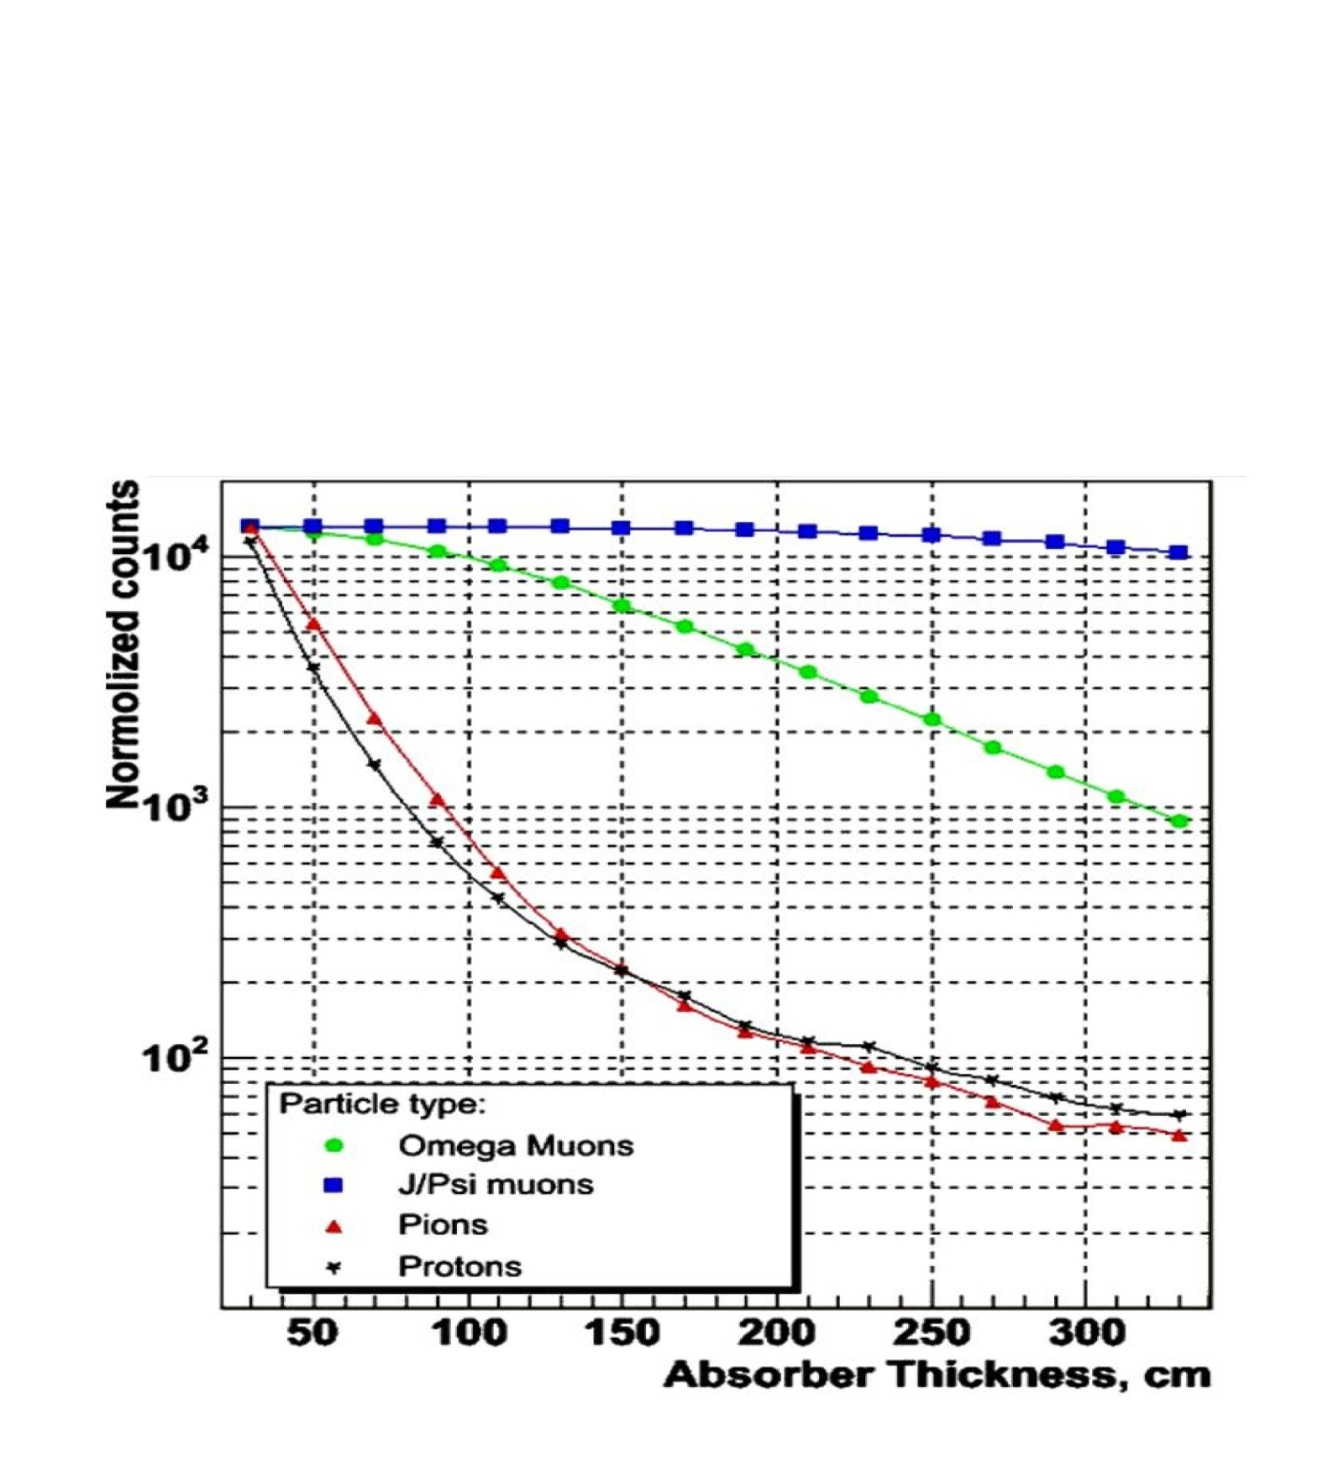 Normolized counts
10⁴
10³
10²
Particle type:
Omega Muons
J/Psi muons
Pions
Protons
50 100 150 200 250 300
Absorber Thickness, cm